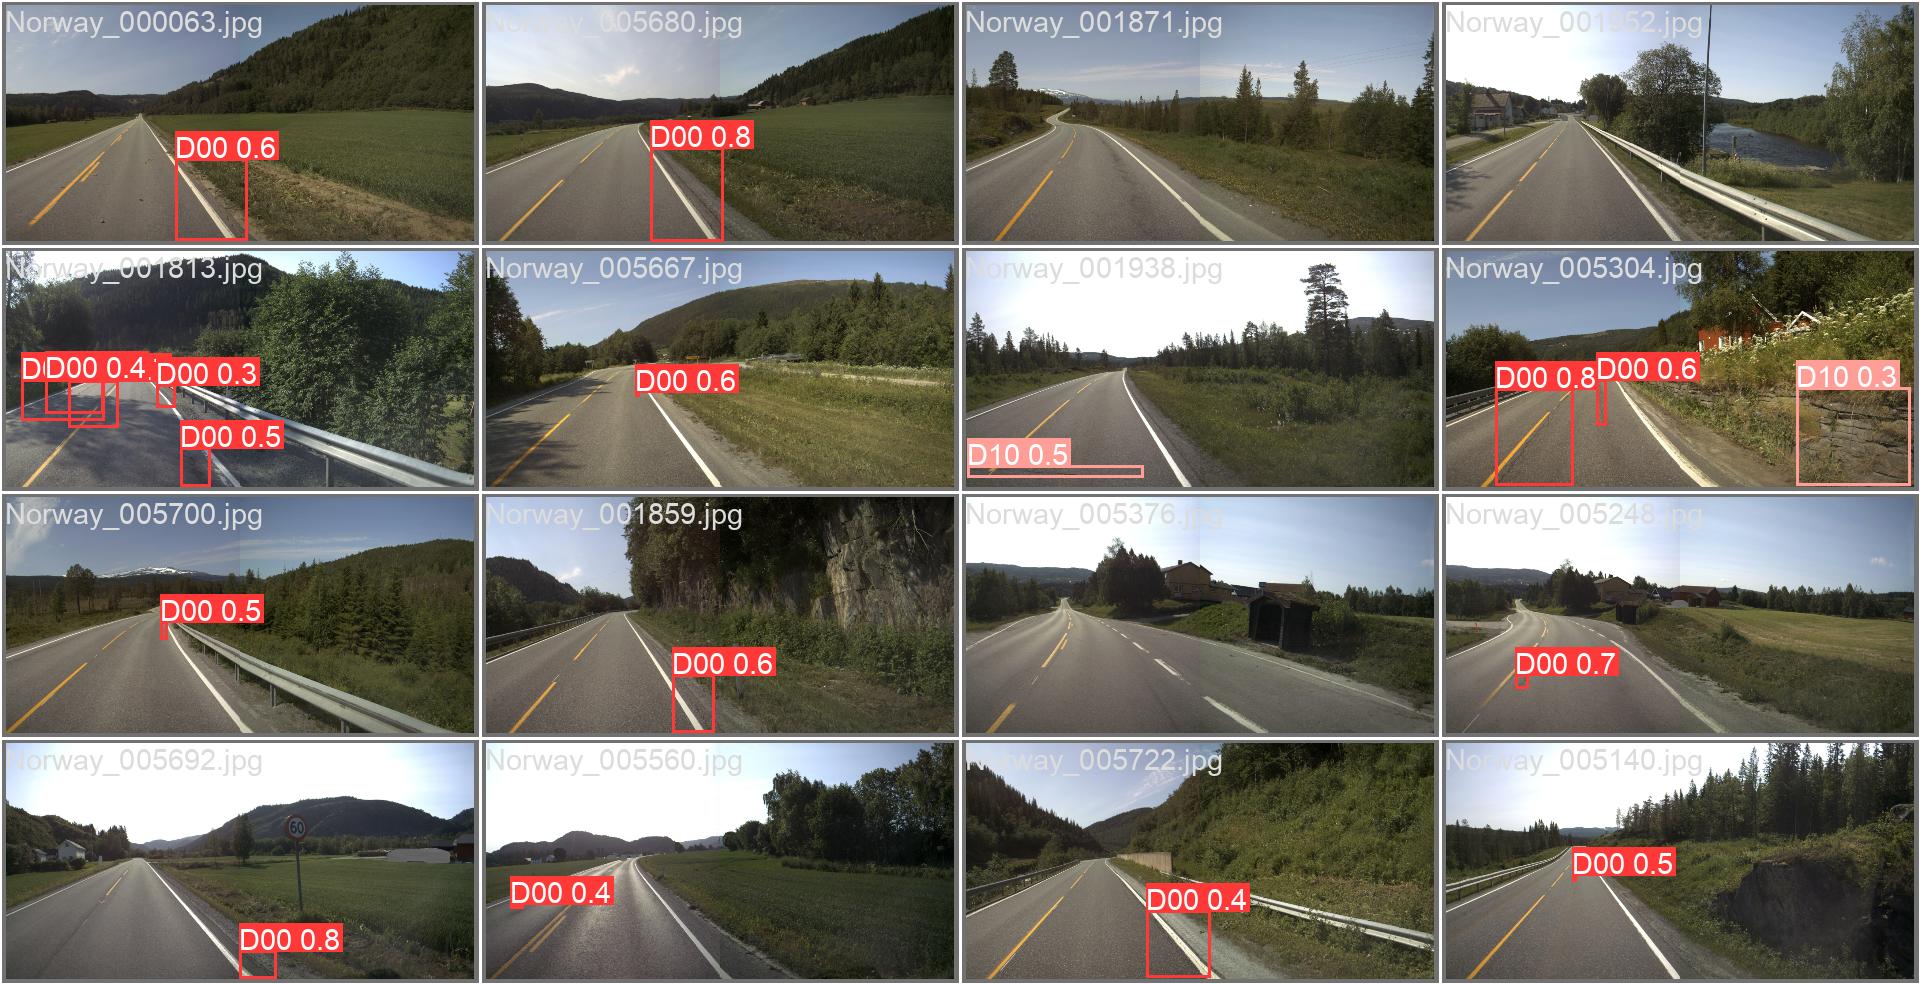 Norway_000063.jpg
D00 0.6
Norway_005680.jpg
D00 0.8
Norway_001871.jpg
Norway_001952.jpg
Norway_001813.jpg
D00 0.4
D00 0.3
D00 0.5
Norway_005667.jpg
D00 0.6
Norway_001938.jpg
D10 0.5
Norway_005304.jpg
D00 0.8
D00 0.6
D10 0.3
Norway_005700.jpg
D00 0.5
Norway_001859.jpg
D00 0.6
Norway_005376.jpg
Norway_005248.jpg
D00 0.7
Norway_005692.jpg
60
D00 0.8
Norway_005560.jpg
D00 0.4
Norway_005722.jpg
D00 0.4
Norway_005140.jpg
D00 0.5